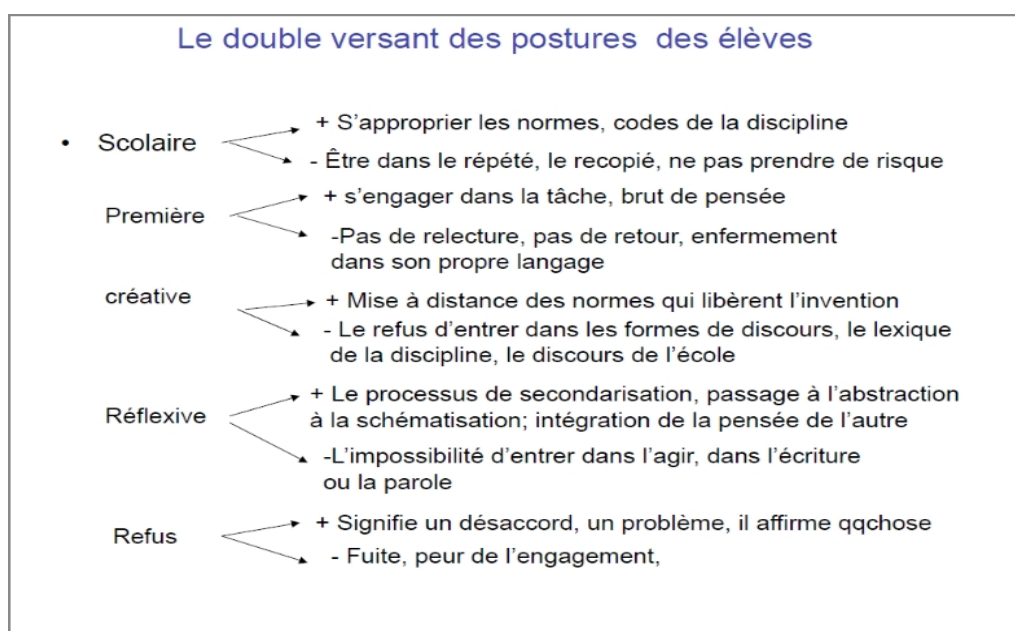 Le double versant des postures des élèves
+ S'approprier les normes, codes de la discipline
• Scolaire
- Être dans le répété, le recopié, ne pas prendre de risque
+ s'engager dans la tâche, brut de pensée
Première
-Pas de relecture, pas de retour, enfermement
dans son propre langage
créative
+ Mise à distance des normes qui libèrent l'invention
- Le refus d'entrer dans les formes de discours, le lexique
de la discipline, le discours de l'école
+ Le processus de secondarisation, passage à l'abstraction
Réflexive
à la schématisation; intégration de la pensée de l'autre
-L'impossibilité d'entrer dans l'agir, dans l'écriture
ou la parole
+ Signifie un désaccord, un problème, il affirme qqchose
Refus
- Fuite, peur de l'engagement,